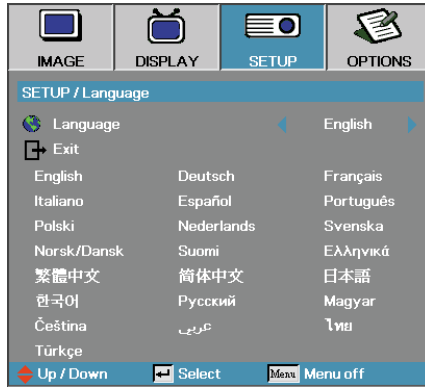 IMAGE DISPLAY SETUP OPTIONS
SETUP / Language
Language English
Exit
English Deutsch Français
Italiano Español Português
Polski Nederlands Svenska
Norsk/Dansk Suomi Ελληνικά
繁體中文 简体中文 日本語
한국어 Русский Magyar
Čeština عربي ไทย
Türkçe
Up / Down Select Menu Menu off